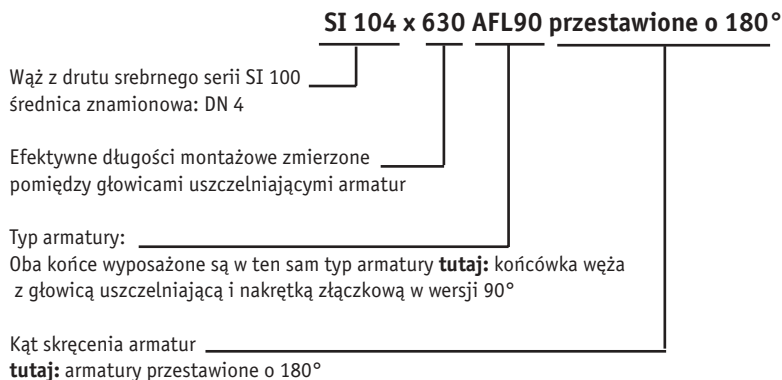 SI 104 x 630 AFL90 przestawione o 180°
Wąż z drutu srebrnego serii SI 100
średnica znamionowa: DN 4
Efektywne długości montażowe zmierzone
pomiędzy głowicami uszczelniającymi armatur
Typ armatury:
Oba końce wyposażone są w ten sam typ armatury tutaj: końcówka węża
z głowicą uszczelniającą i nakrętką złączkową w wersji 90°
Kąt skręcenia armatur
tutaj: armatury przestawione o 180°